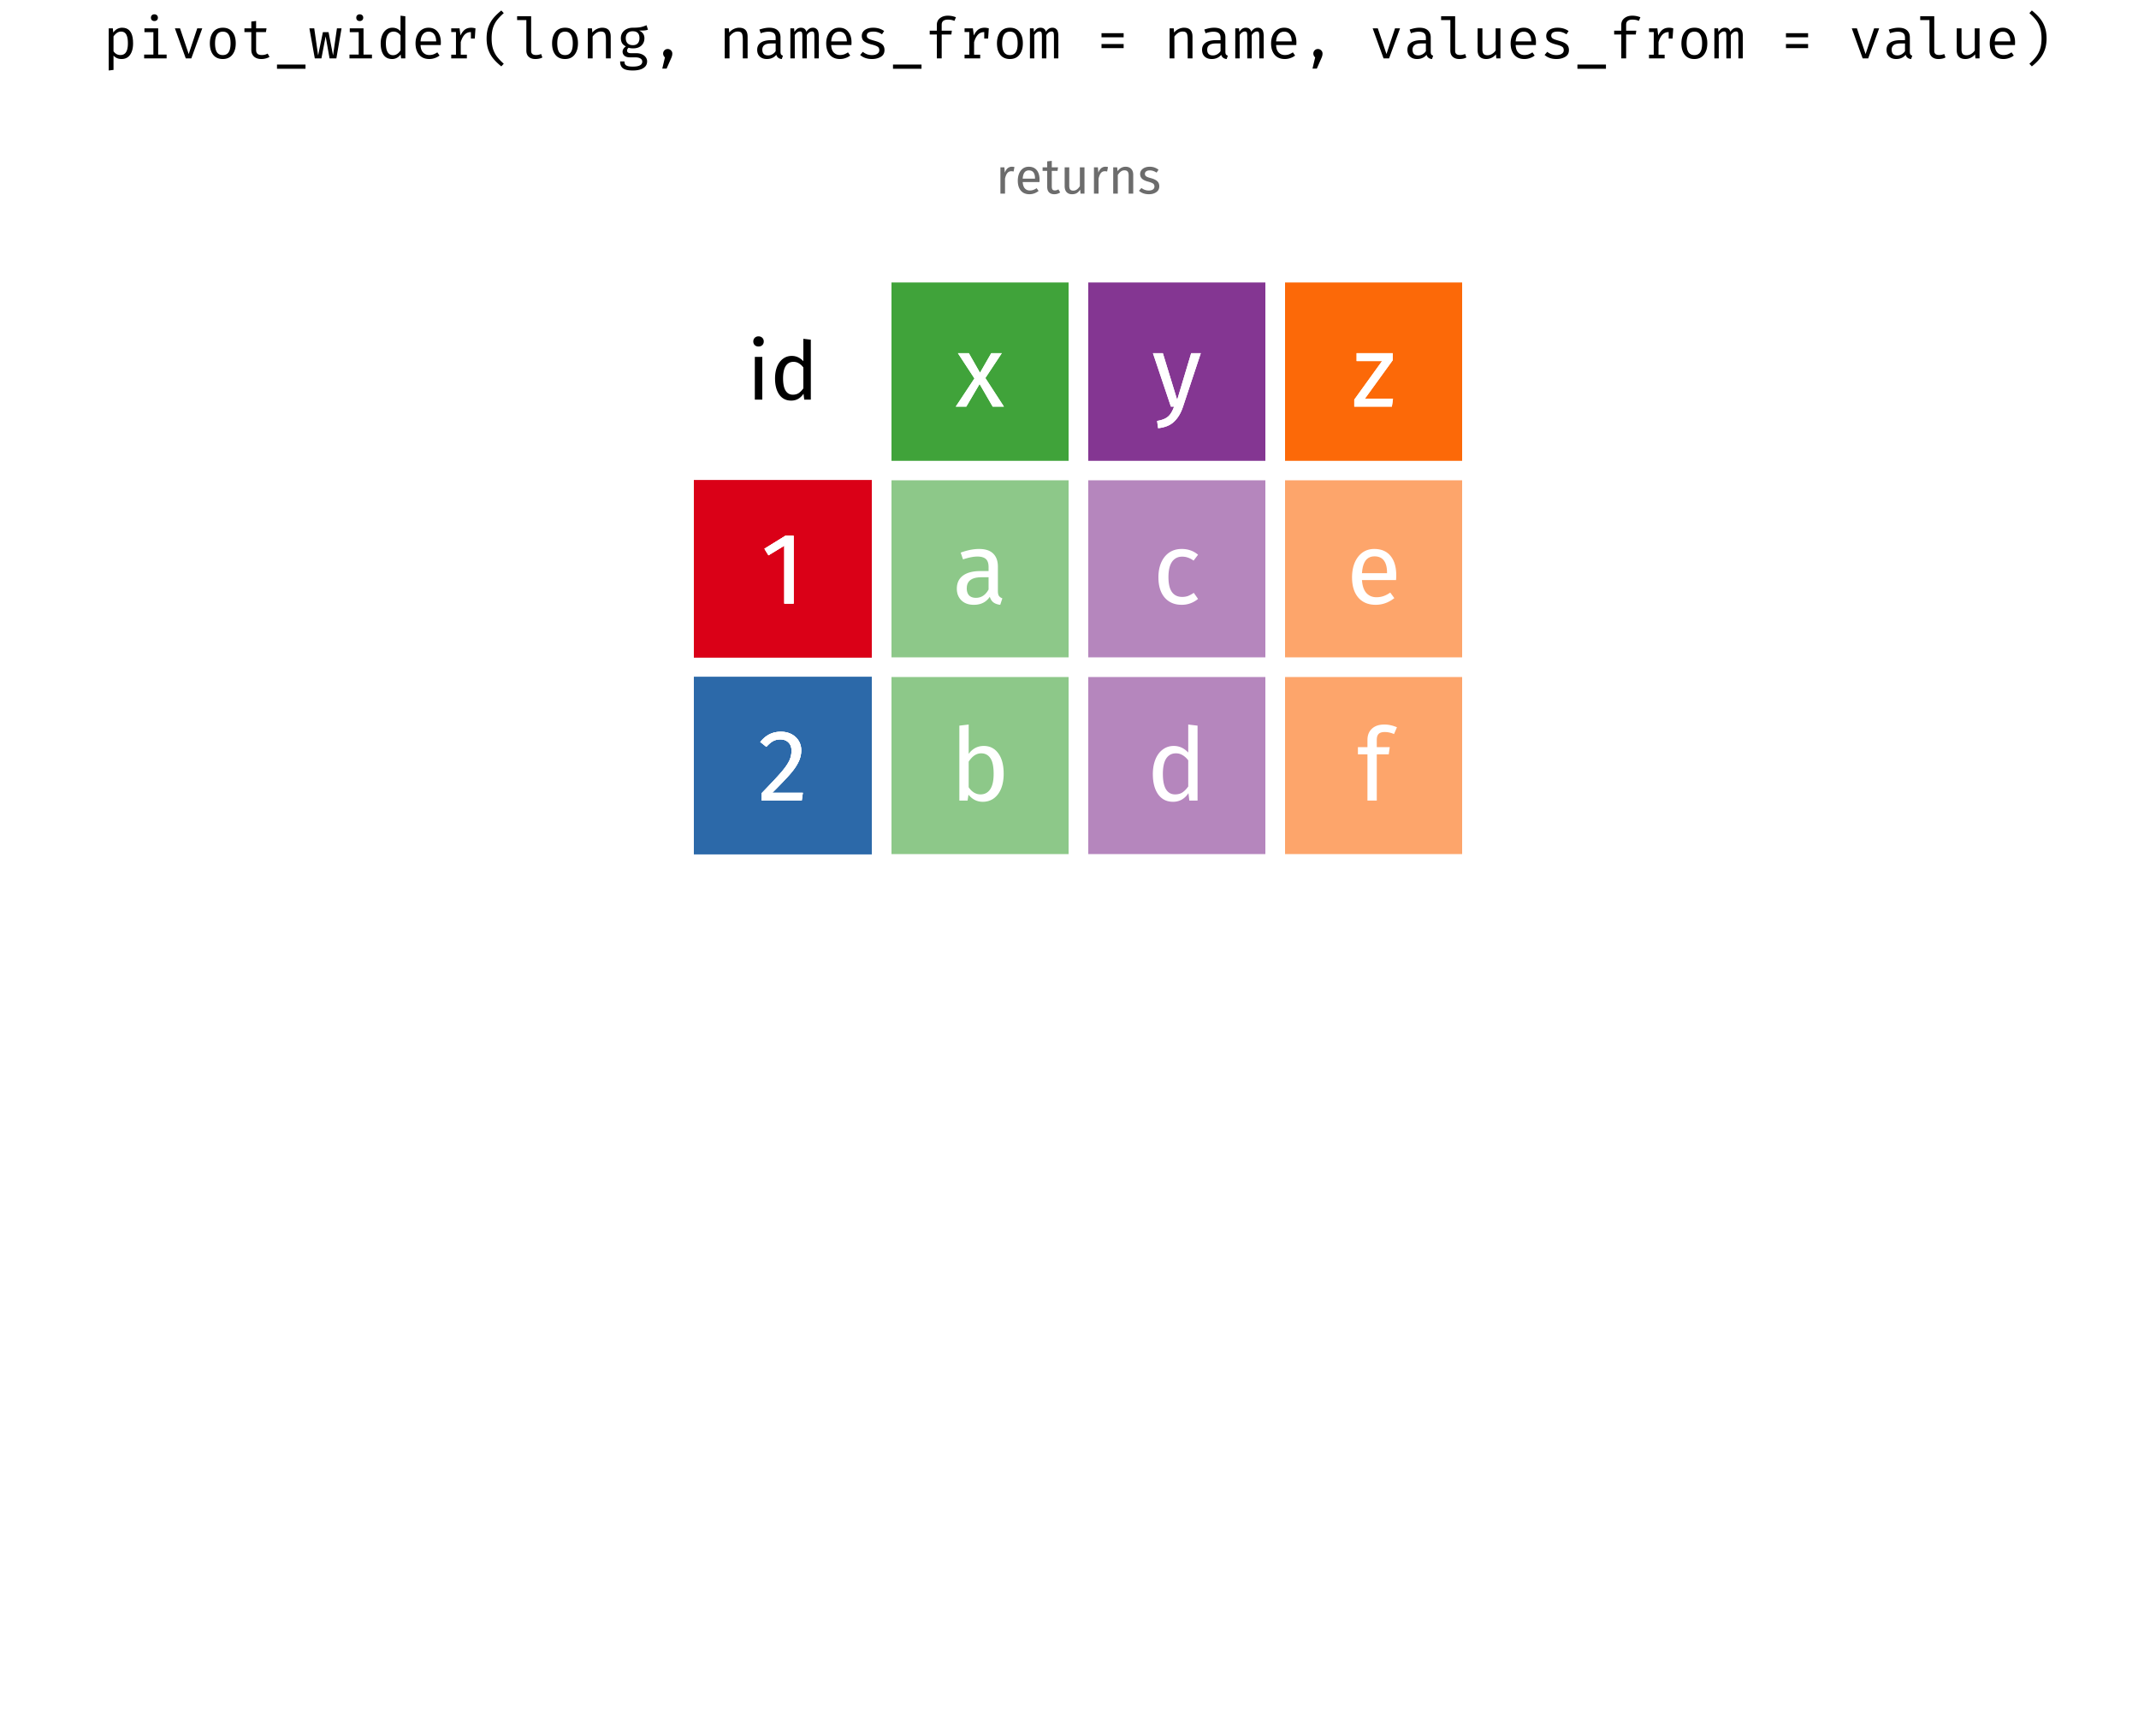 pivot_wider(long, names_from = name, values_from = value)
returns
id x y z
1 a c e
2 b d f